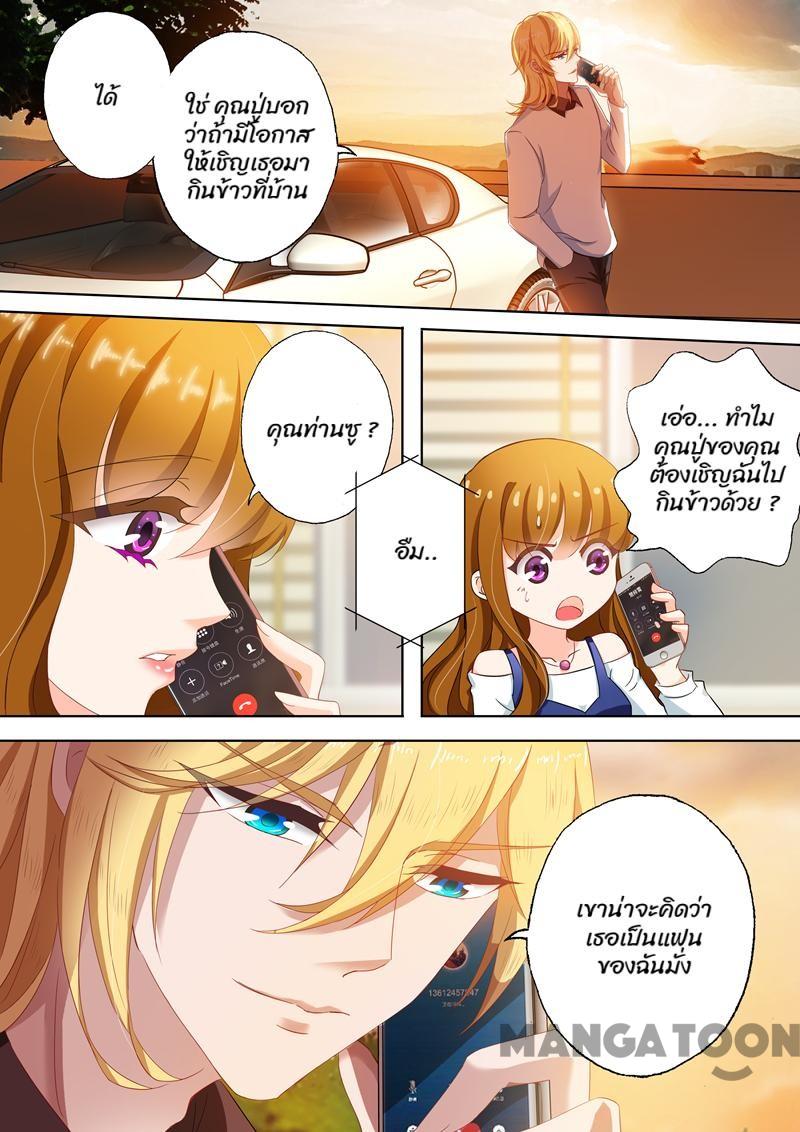 ได้
ใช่ คุณปู่บอก
ว่าถ้ามีโอกาส
ให้เชิญเธอมา
กินข้าวที่บ้าน
คุณท่านซู ?
อืม..
เอ่อ... ทำไม
คุณปู่ของคุณ
ต้องเชิญฉันไป
กินข้าวด้วย ?
FaceTime
เขาน่าจะคิดว่า
เธอเป็นแฟน
ของฉันมั่ง
MANGATOON